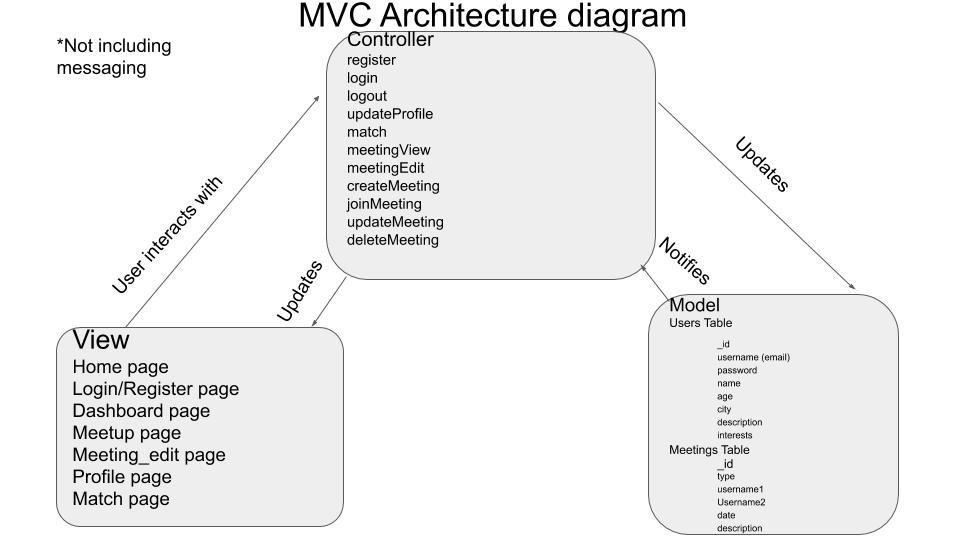 MVC Architecture diagram
*Not including
messaging
Controller
register
login
logout
updateProfile
match
meetingView
meetingEdit
createMeeting
joinMeeting
updateMeeting
deleteMeeting
User interacts with
Updates
Updates
Notifies
View
Home page
Login/Register page
Dashboard page
Meetup page
Meeting_edit page
Profile page
Match page
Model
Users Table
_id
username (email)
password
name
age
city
description
interests
Meetings Table
_id
type
username1
Username2
date
description